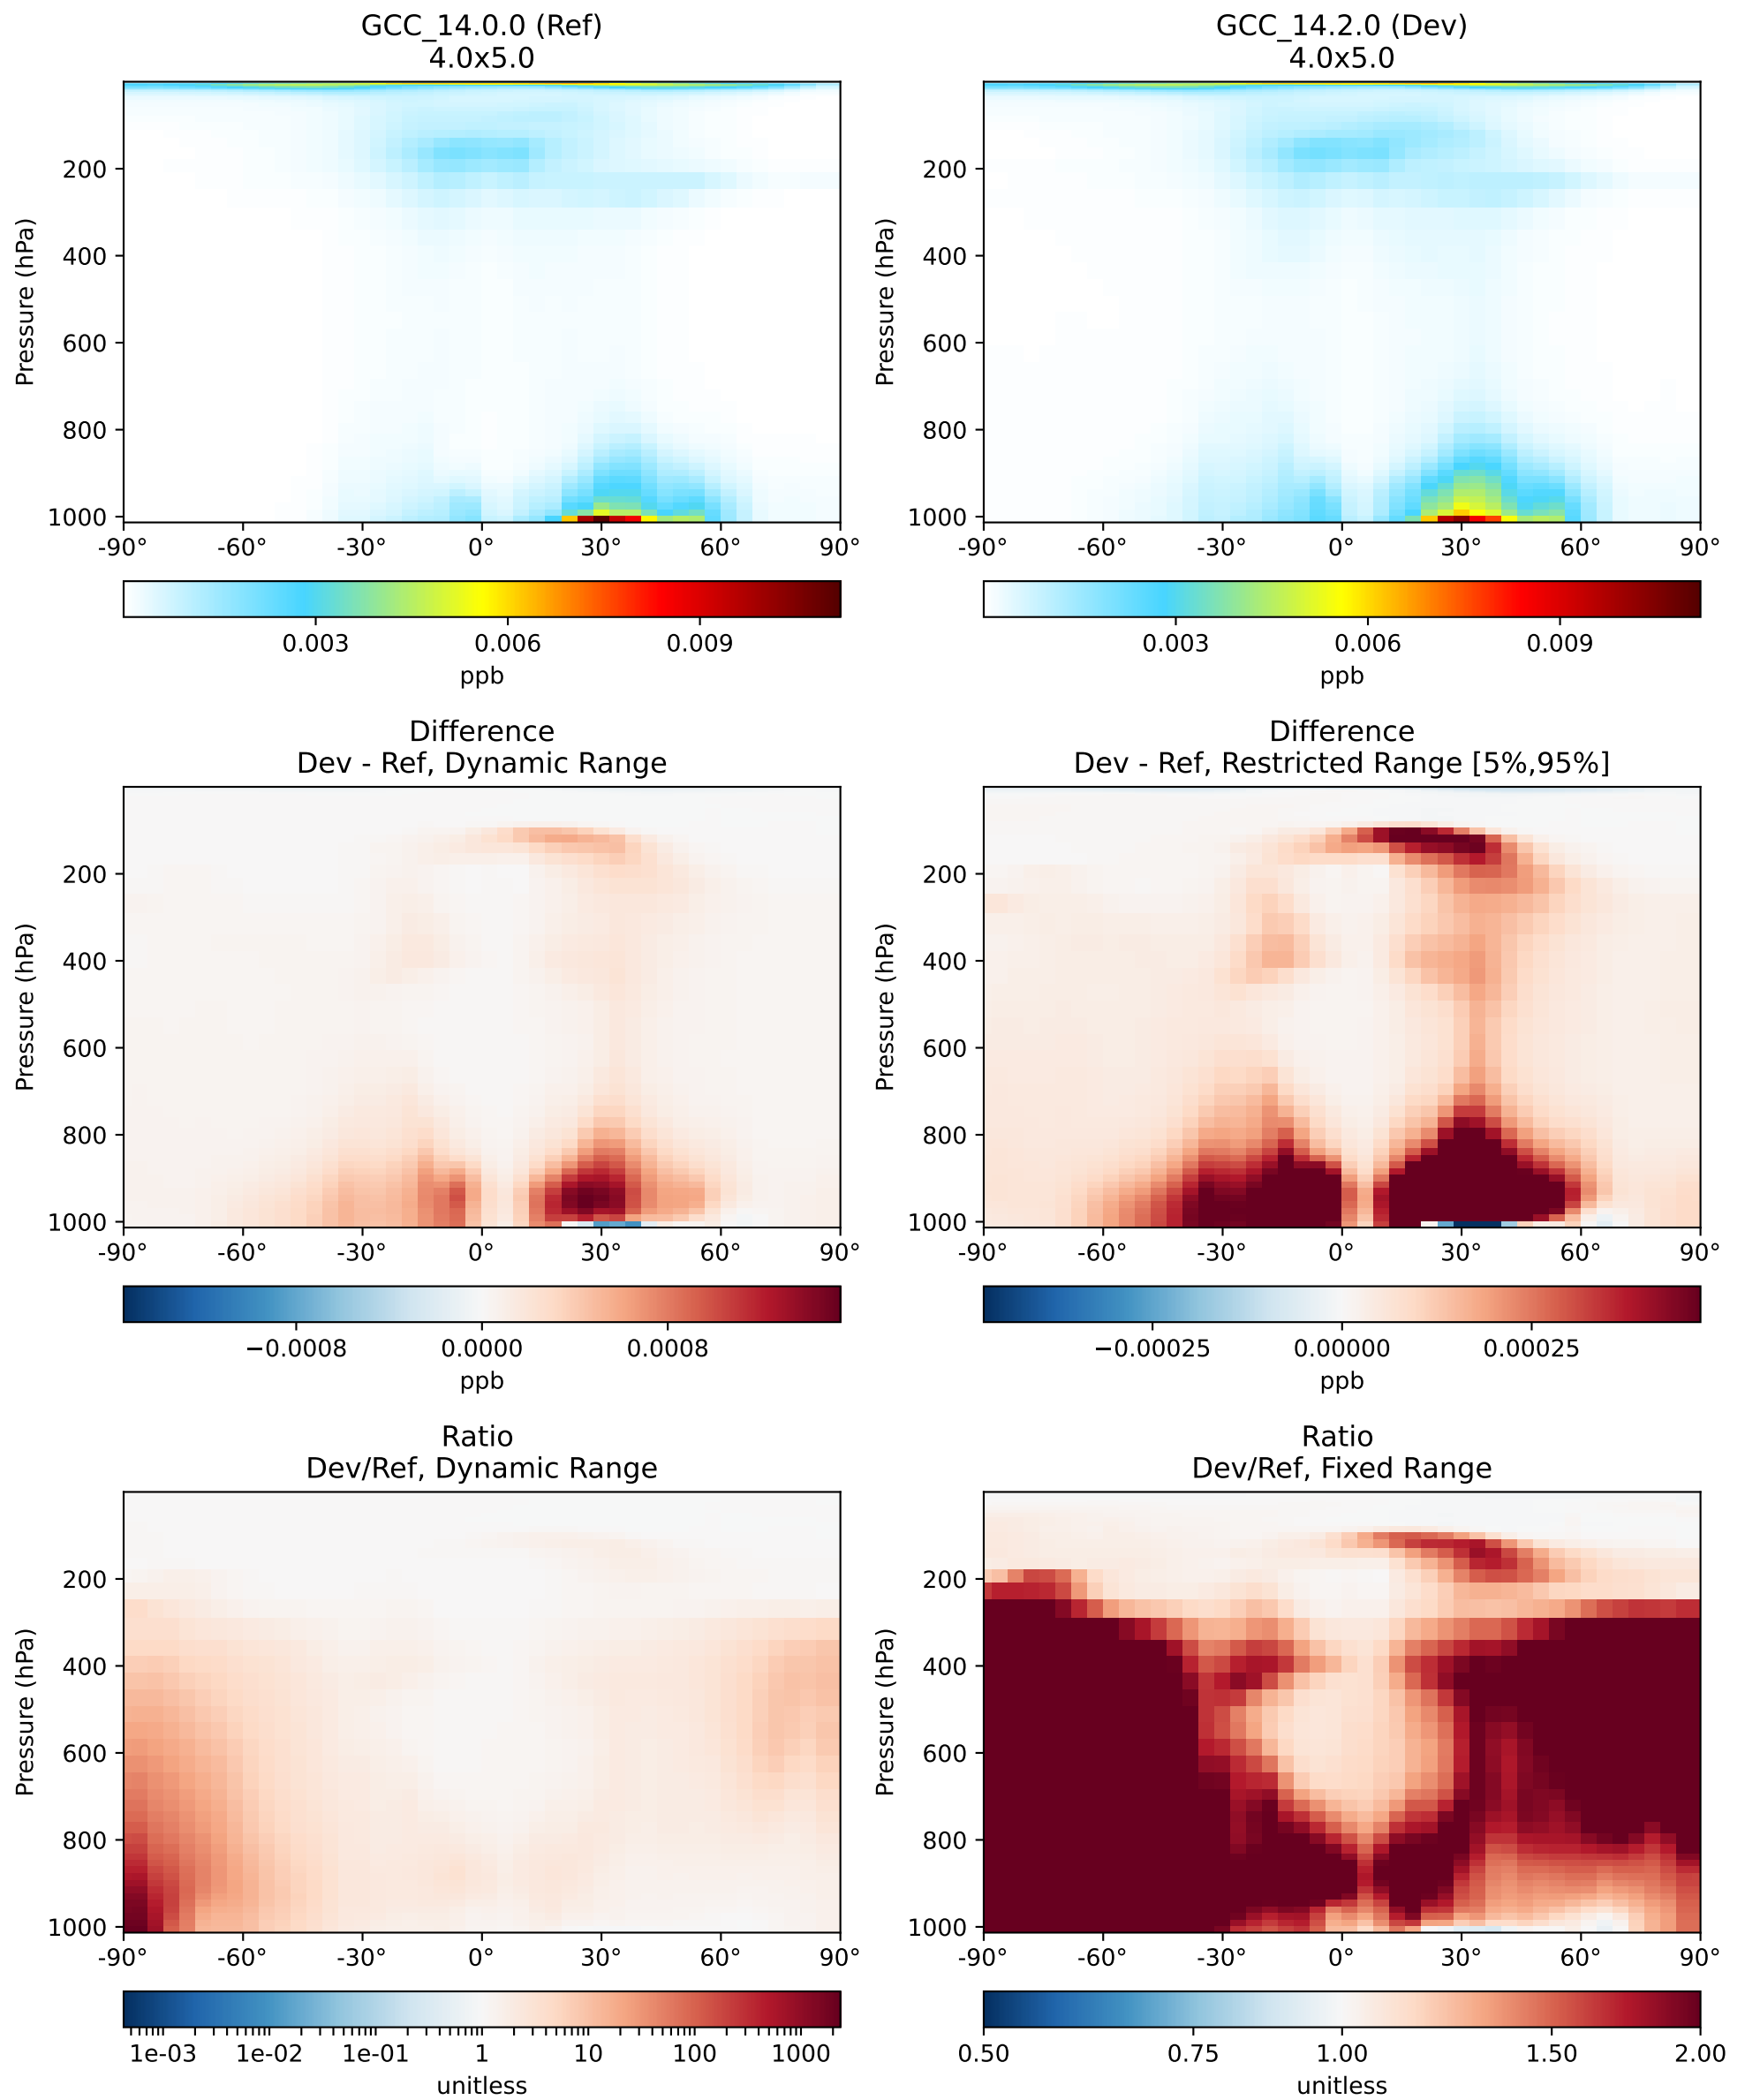 GCC_14.0.0 (Ref)
4.0x5.0
Pressure (hPa)
200
400
600
800
1000
-90° -60° -30° 0° 30° 60° 90°
0.003 0.006 0.009
ppb
GCC_14.2.0 (Dev)
4.0x5.0
Pressure (hPa)
200
400
600
800
1000
-90° -60° -30° 0° 30° 60° 90°
0.003 0.006 0.009
ppb
Difference
Dev - Ref, Dynamic Range
Pressure (hPa)
200
400
600
800
1000
-90° -60° -30° 0° 30° 60° 90°
−0.0008 0.0000 0.0008
ppb
Difference
Dev - Ref, Restricted Range [5%,95%]
Pressure (hPa)
200
400
600
800
1000
-90° -60° -30° 0° 30° 60° 90°
−0.00025 0.00000 0.00025
ppb
Ratio
Dev/Ref, Dynamic Range
Pressure (hPa)
200
400
600
800
1000
-90° -60° -30° 0° 30° 60° 90°
1e-03 1e-02 1e-01 1 10 100 1000
unitless
Ratio
Dev/Ref, Fixed Range
Pressure (hPa)
200
400
600
800
1000
-90° -60° -30° 0° 30° 60° 90°
0.50 0.75 1.00 1.50 2.00
unitless